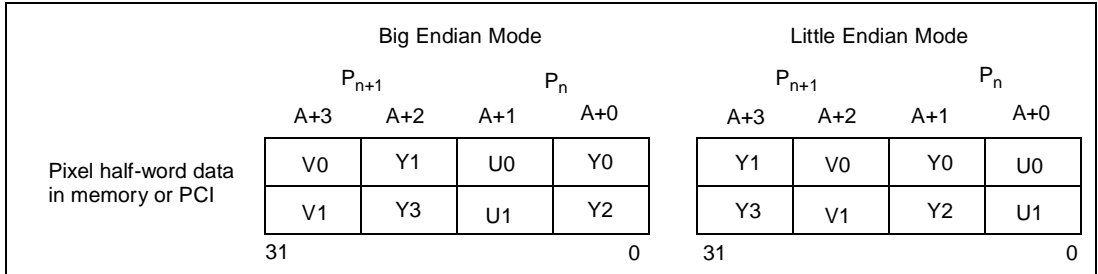 Big Endian Mode Little Endian Mode
Pn+1 Pn Pn+1 Pn
A+3 A+2 A+1 A+0 A+3 A+2 A+1 A+0
Pixel half-word data
in memory or PCI
V0 Y1 U0 Y0 Y1 V0 Y0 U0
V1 Y3 U1 Y2 Y3 V1 Y2 U1
31 0 31 0